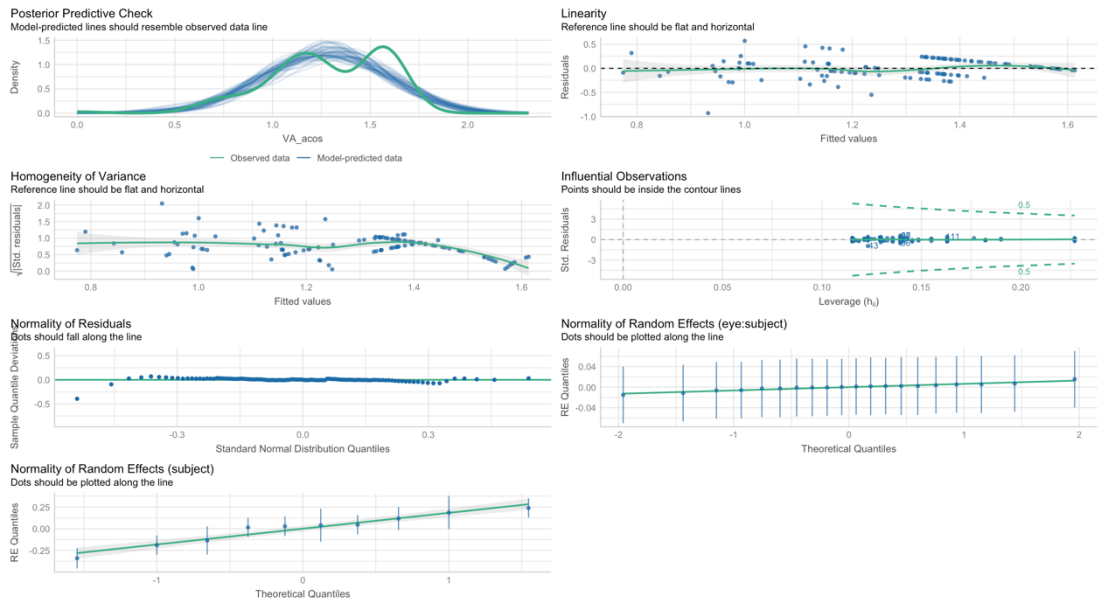 Posterior Predictive Check
Model-predicted lines should resemble observed data line
Density
1.5
1.0
0.5
0.0
0.0 0.5 1.0 1.5 2.0
VA_acos
Observed data Model-predicted data
Linearity
Reference line should be flat and horizontal
Residuals
0.5
0.0
-0.5
-1.0
0.8 1.0 1.2 1.4 1.6
Fitted values
Homogeneity of Variance
Reference line should be flat and horizontal
√|Std. residuals|
2.0
1.5
1.0
0.5
0.0
0.8 1.0 1.2 1.4 1.6
Fitted values
Influential Observations
Points should be inside the contour lines
Std. Residuals
3
0
-3
0.5
0.5
43
111
0.00 0.05 0.10 0.15 0.20
Leverage (hᵢᵢ)
Normality of Residuals
Dots should fall along the line
Sample Quantile Deviations
0.5
0.0
-0.5
-0.3 0.0 0.3
Standard Normal Distribution Quantiles
Normality of Random Effects (eye:subject)
Dots should be plotted along the line
RE Quantiles
0.04
0.00
-0.04
-2 -1 0 1 2
Theoretical Quantiles
Normality of Random Effects (subject)
Dots should be plotted along the line
RE Quantiles
0.25
0.00
-0.25
-1 0 1
Theoretical Quantiles